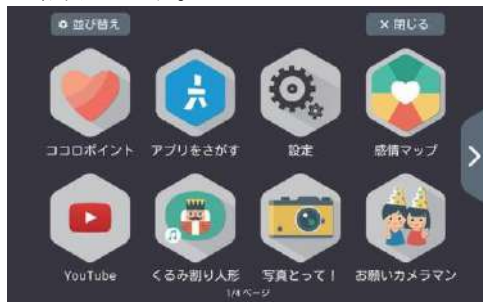 並び替え
× 閉じる
ココロポイント
アプリをさがす
設定
感情マップ
YouTube
くるみ割り人形
写真とって！
お願いカメラマン
1/4 ページ